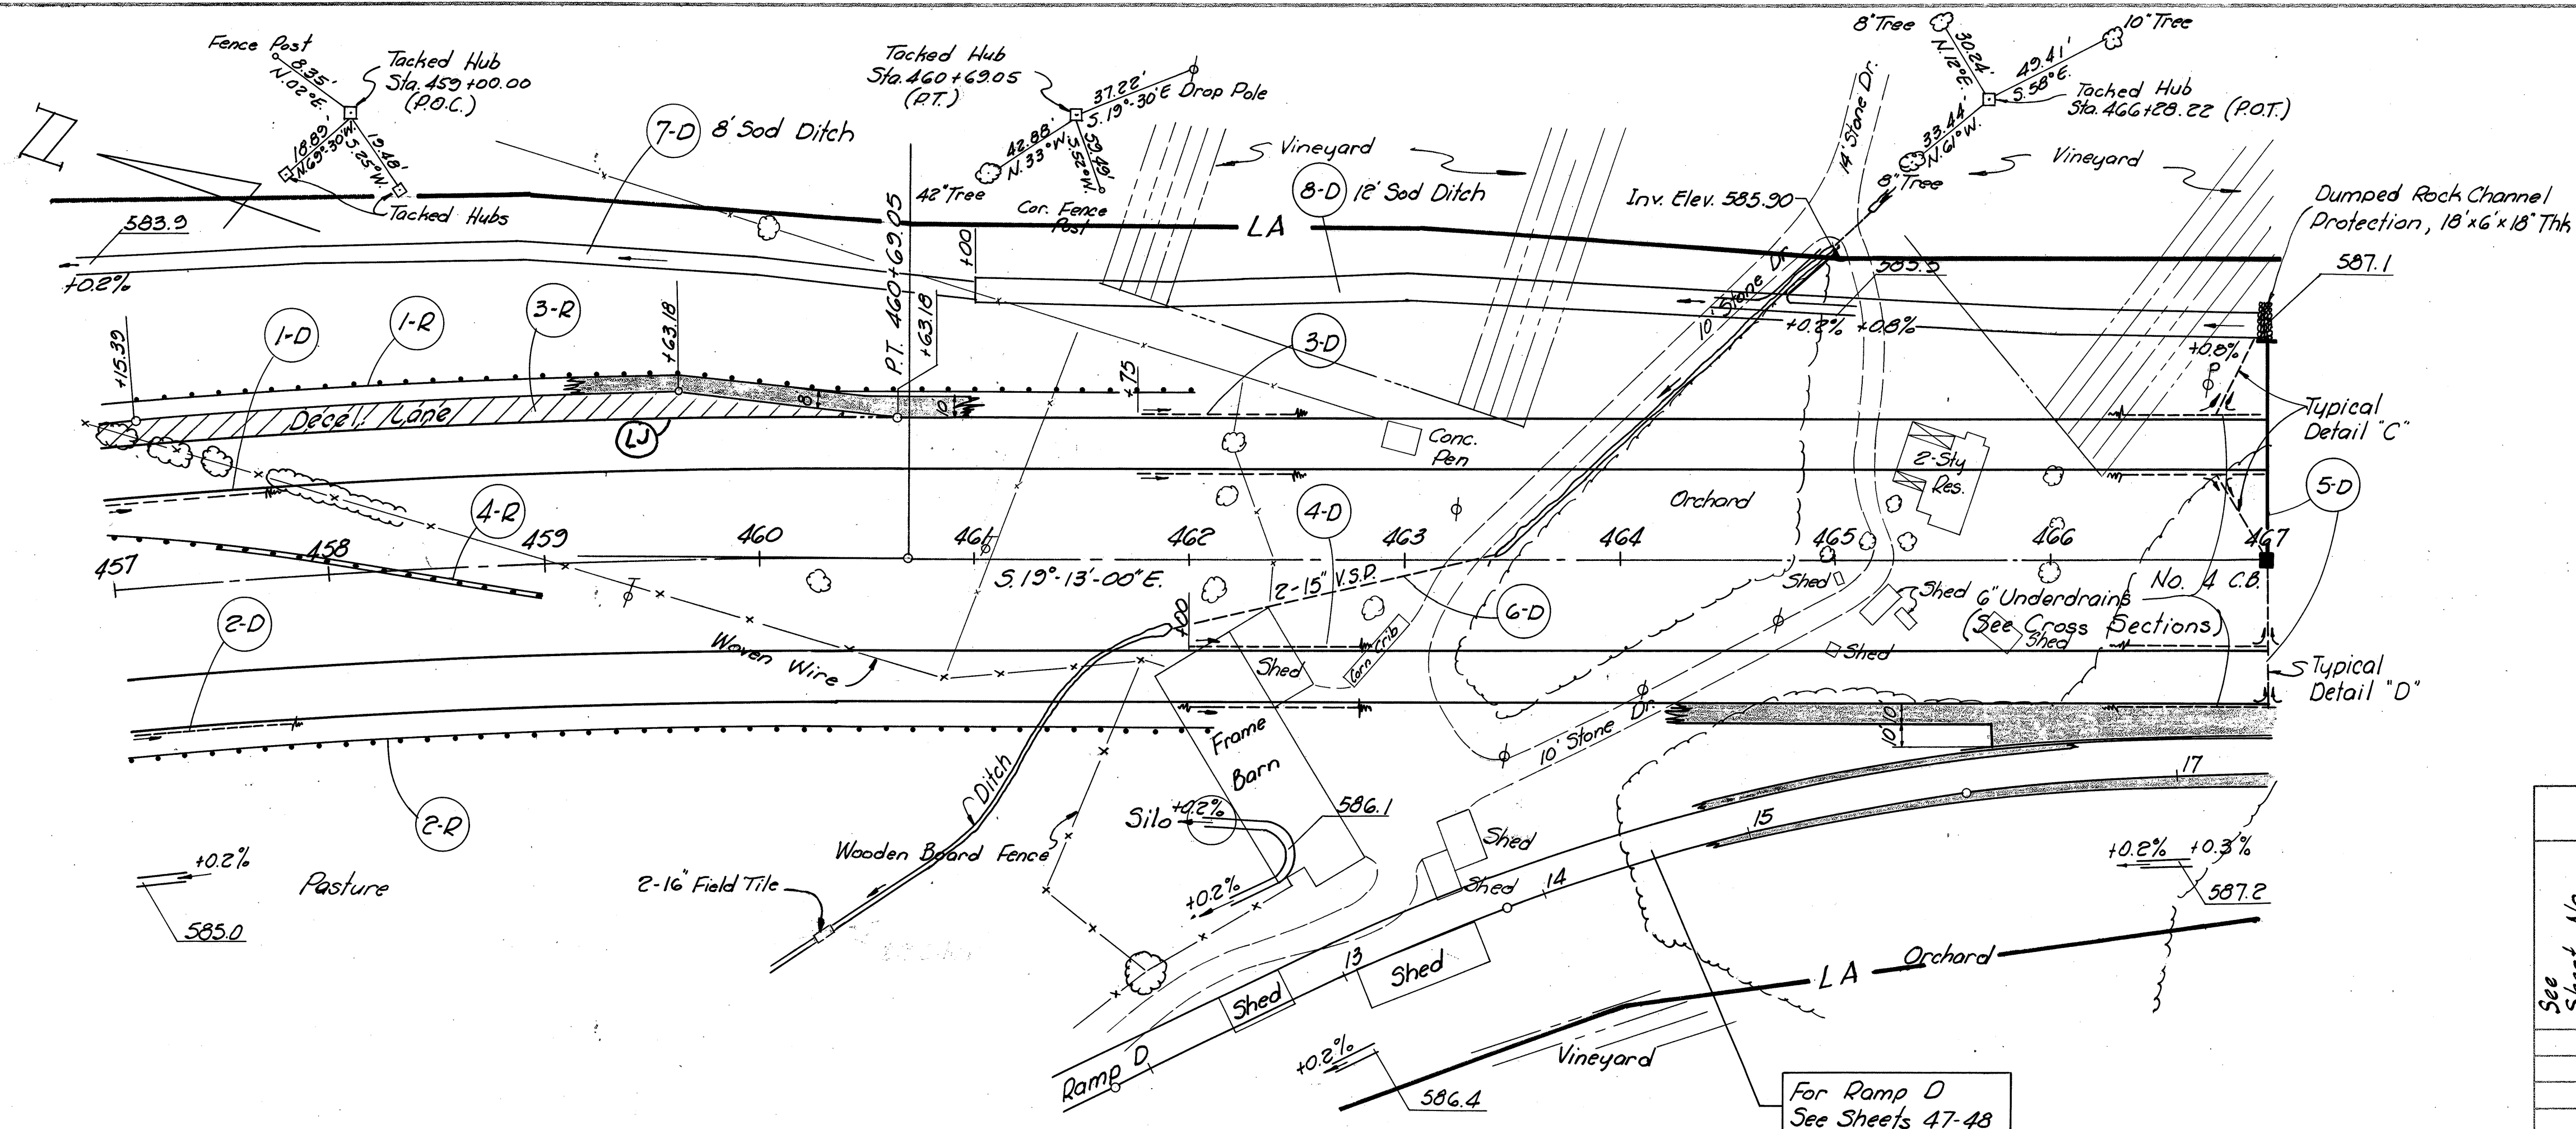 Fence Post
8.35'
N.02°E.
Tacked Hub
Sta. 459+00.00
(P.O.C.)
18.89'
N.69°-30'W.
19.48'
S.25°W.
Tacked Hubs
7-D
8' Sod Ditch
Tacked Hub
Sta. 460+69.05
(P.T.)
37.22'
S.19°-30'E
Drop Pole
42.88'
N.33°W.
59.49'
S.52°W.
42" Tree
Cor. Fence
Post
Vineyard
8-D
12' Sod Ditch
14' Stone Dr.
8" Tree
30.24'
N.12°E.
10" Tree
49.41'
S.58°E.
Tacked Hub
Sta. 466+28.22 (P.O.T.)
33.44'
N.61°W.
8" Tree
Vineyard
Inv. Elev. 585.90
Dumped Rock Channel
Protection, 18'x6'x18" Thk
587.1
583.9
+0.2%
LA
585.5
+0.2%
+0.8%
+0.8%
1-D
1-R
3-R
+15.39
+63.18
P.T. 460+69.05
+63.18
+00
8'
10'
+75
3-D
10' Stone Dr.
Decel. Lane
LJ
Conc.
Pen
2-Sty
Res.
P
Typical
Detail "C"
5-D
4-R
4-D
Orchard
457
458
459
460
461
462
463
464
465
466
467
S.19°-13'-00"E.
2-15" V.S.P.
6-D
Shed
Shed
No. 4 C.B.
6" Underdrains
(See Cross Sections)
Shed
Shed
2-D
Woven Wire
+00
Shed
Corn Crib
Typical
Detail "D"
Frame
Barn
10' Stone Dr.
10'
10'
Ditch
2-R
Silo
+0.2%
586.1
Shed
15
17
Wooden Board Fence
+0.2%
Pasture
585.0
2-16" Field Tile
+0.2%
Shed
14
+0.2%
+0.3%
587.2
13
Shed
Shed
LA
Orchard
Ramp D
+0.2%
586.4
Vineyard
For Ramp D
See Sheets 47-48
See
Sheet No.